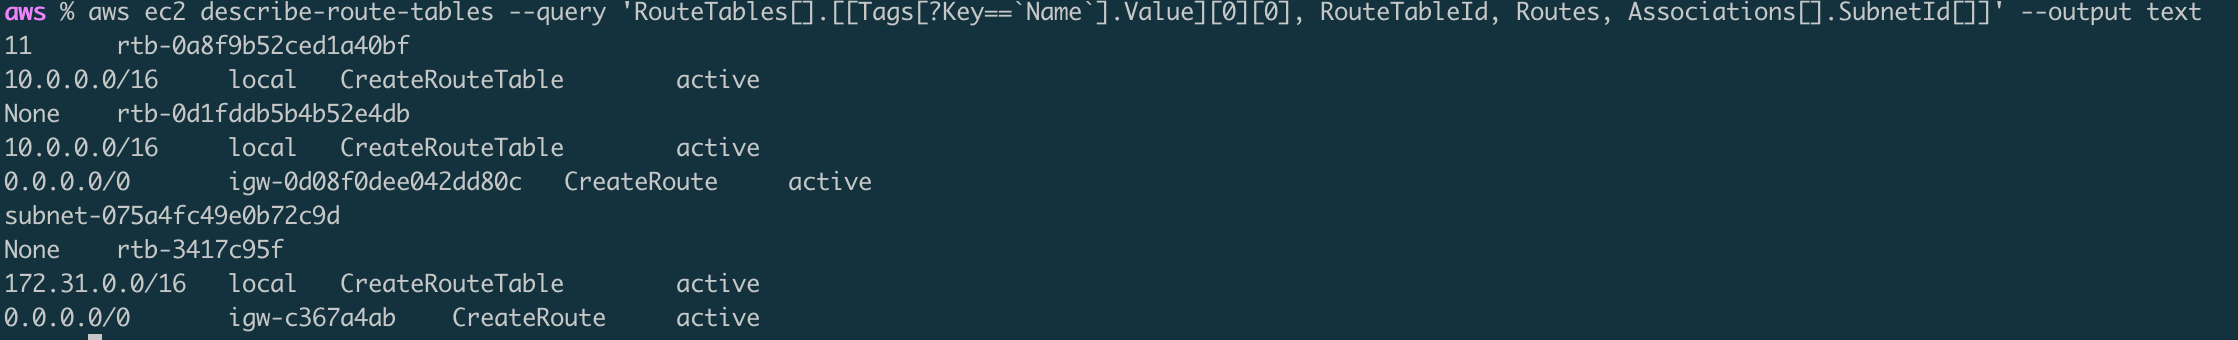 aws % aws ec2 describe-route-tables --query 'RouteTables[].[[Tags[?Key==`Name`].Value][0][0], RouteTableId, Routes, Associations[].SubnetId[]]' --output text
11 rtb-0a8f9b52ced1a40bf
10.0.0.0/16 local CreateRouteTable active
None rtb-0d1fddb5b4b52e4db
10.0.0.0/16 local CreateRouteTable active
0.0.0.0/0 igw-0d08f0dee042dd80c CreateRoute active
subnet-075a4fc49e0b72c9d
None rtb-3417c95f
172.31.0.0/16 local CreateRouteTable active
0.0.0.0/0 igw-c367a4ab CreateRoute active